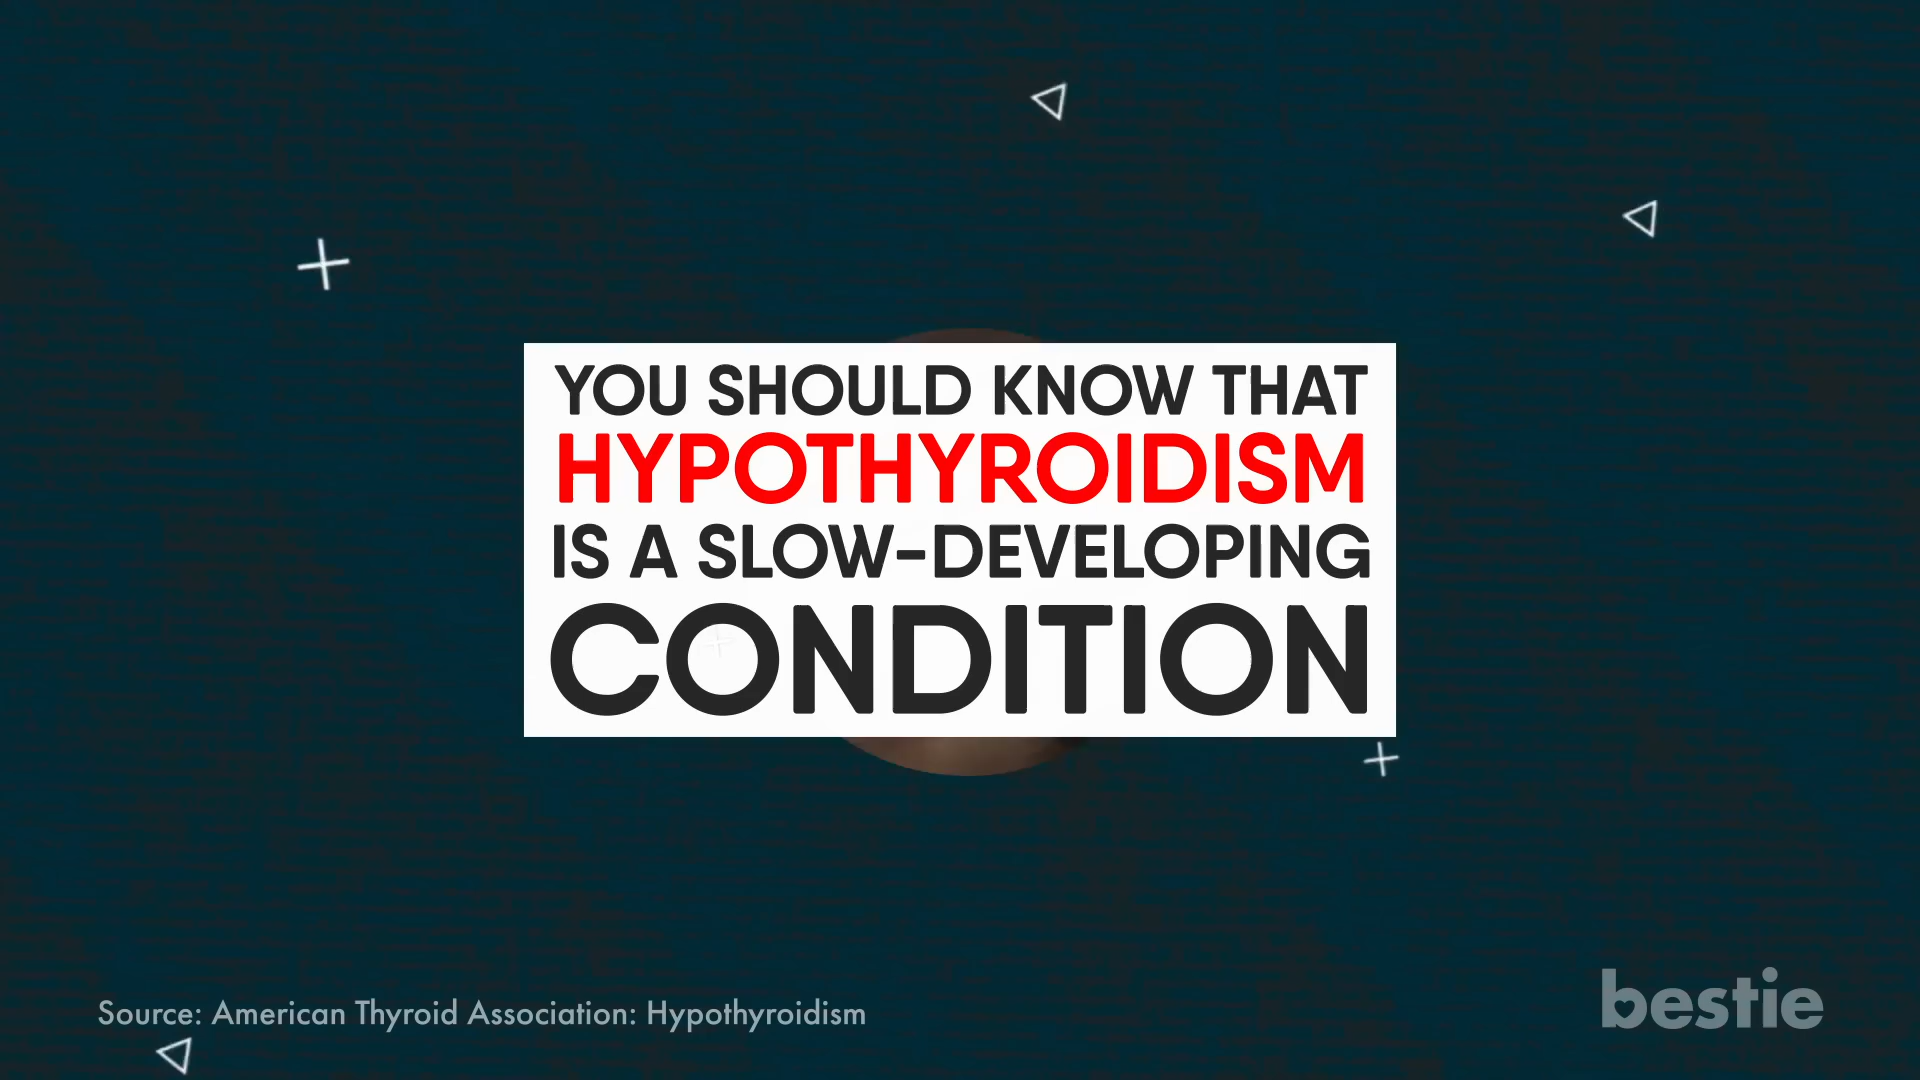 YOU SHOULD KNOW THAT
HYPOTHYROIDISM
IS A SLOW-DEVELOPING
CONDITION
Source: American Thyroid Association: Hypothyroidism
bestie